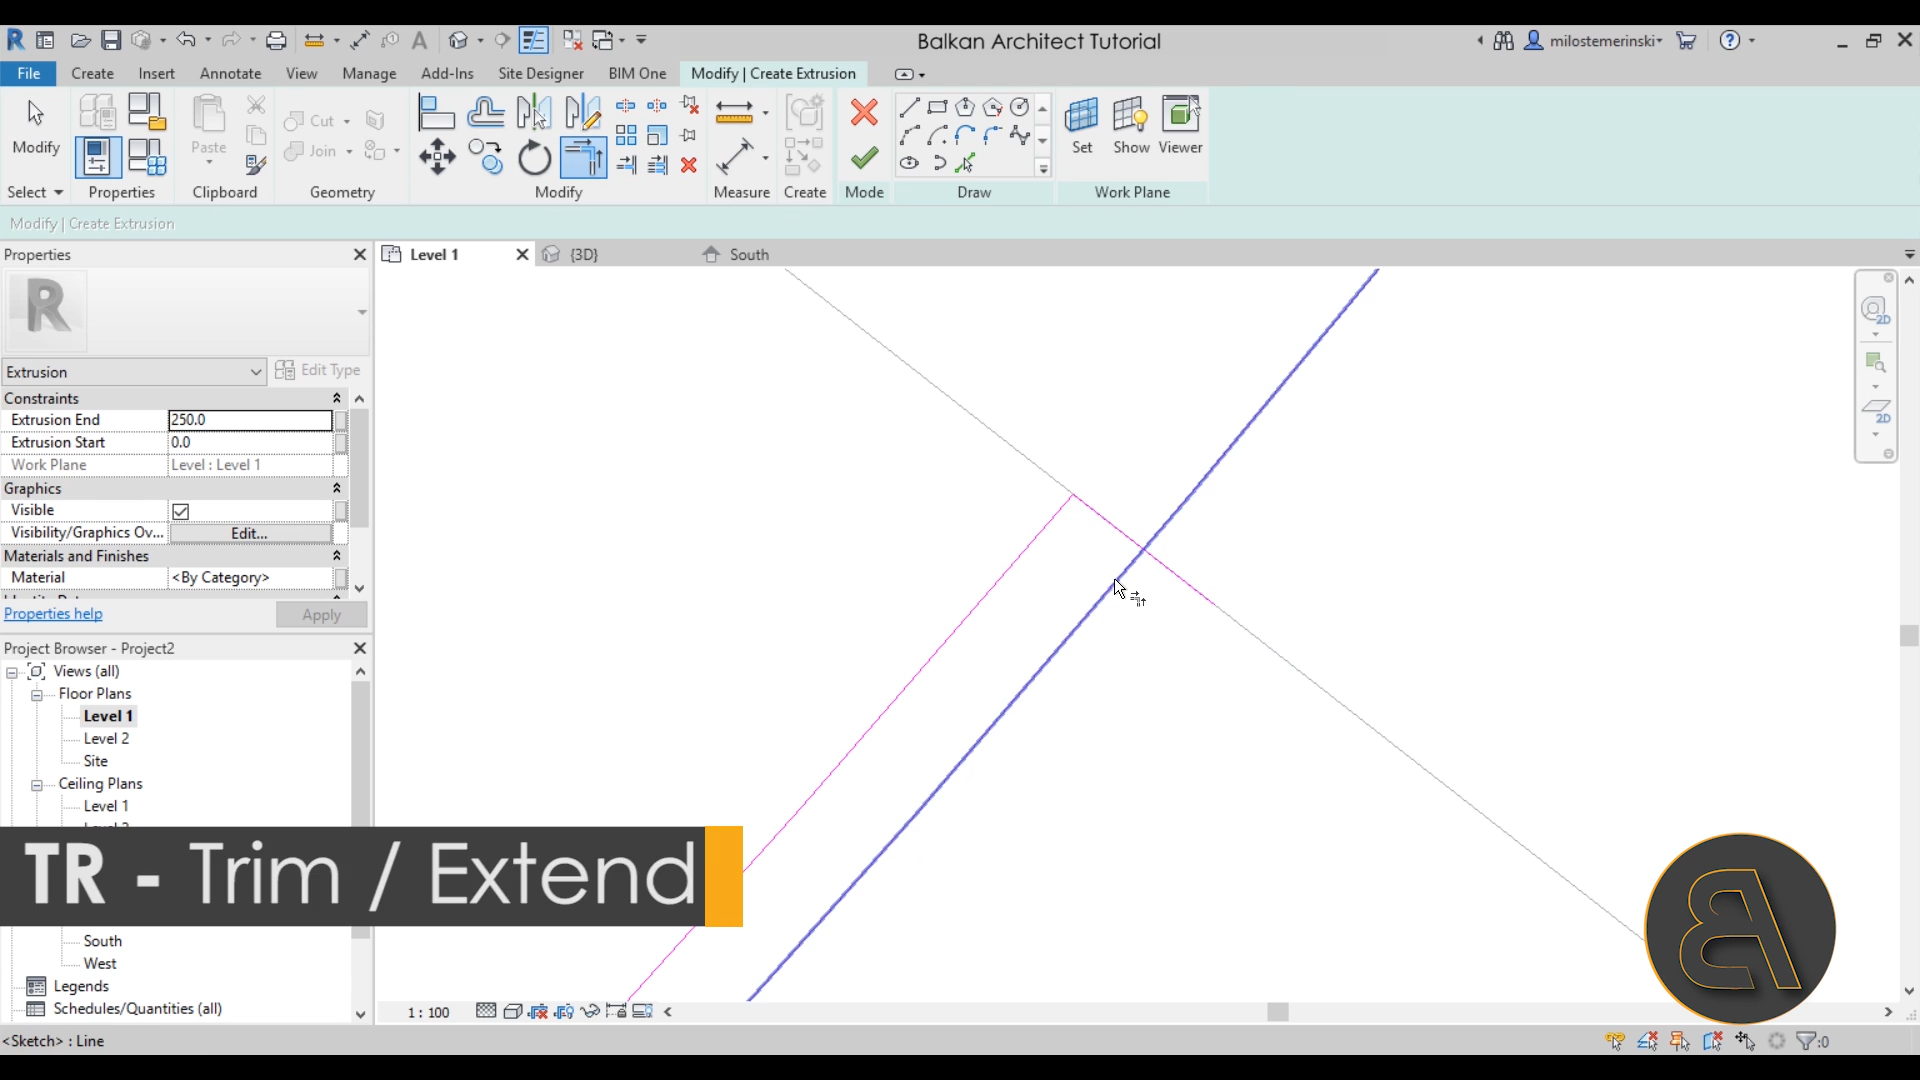 Balkan Architect Tutorial
milostemerinski
File Create Insert Annotate View Manage Add-Ins Site Designer BIM One Modify | Create Extrusion
Modify
Paste
Cut
Join
Set Show Viewer
Select Properties Clipboard Geometry Modify Measure Create Mode Draw Work Plane
Modify | Create Extrusion
Properties
Level 1 {3D} South
R
2D
2D
Extrusion Edit Type
Constraints
Extrusion End 250.0
Extrusion Start 0.0
Work Plane Level : Level 1
Graphics
Visible
Visibility/Graphics Ov... Edit...
Materials and Finishes
Material <By Category>
Properties help Apply
Project Browser - Project2
Views (all)
Floor Plans
Level 1
Level 2
Site
Ceiling Plans
Level 1
TR - Trim / Extend
South
West
Legends
Schedules/Quantities (all)
1 : 100
<Sketch> : Line
:0